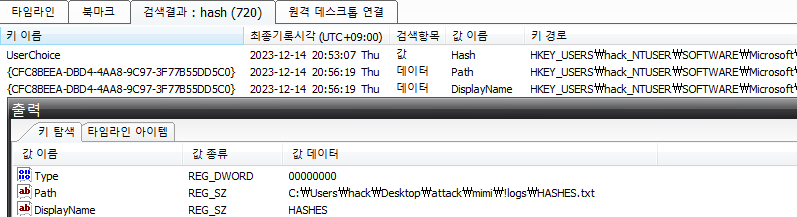 타임라인 북마크 검색결과 : hash (720) 원격 데스크톱 연결
키 이름 최종기록시각 (UTC+09:00) 검색항목 값 이름 키 경로
UserChoice 2023-12-14 20:53:07 Thu 값 Hash HKEY_USERS₩hack_NTUSER₩SOFTWARE₩Microsoft₩
{CFC8BEEA-DBD4-4AA8-9C97-3F77B55DD5C0} 2023-12-14 20:56:19 Thu 데이터 Path HKEY_USERS₩hack_NTUSER₩SOFTWARE₩Microsoft₩
{CFC8BEEA-DBD4-4AA8-9C97-3F77B55DD5C0} 2023-12-14 20:56:19 Thu 데이터 DisplayName HKEY_USERS₩hack_NTUSER₩SOFTWARE₩Microsoft₩
출력
키 탐색 타임라인 아이템
값 이름 값 종류 값 데이터
Type REG_DWORD 00000000
Path REG_SZ C:₩Users₩hack₩Desktop₩attack₩mimi₩!logs₩HASHES.txt
DisplayName REG_SZ HASHES